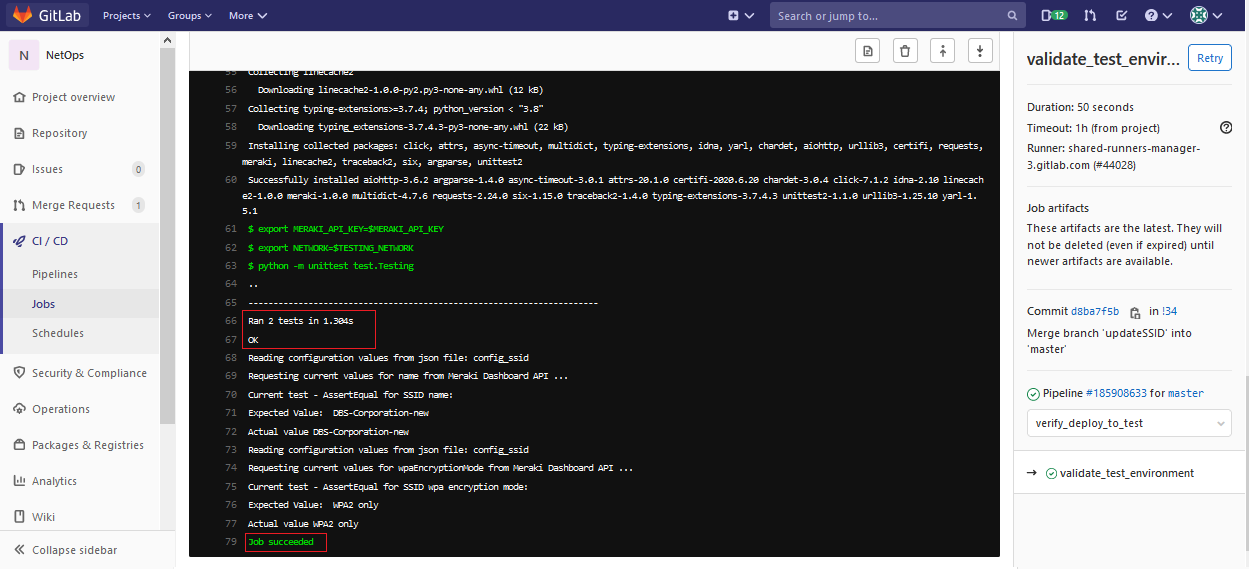 GitLab
Projects
Groups
More
Search or jump to...
12
N
NetOps
Project overview
Repository
Issues
0
Merge Requests
1
CI / CD
Pipelines
Jobs
Schedules
Security & Compliance
Operations
Packages & Registries
Analytics
Wiki
Collapse sidebar
55 Collecting linecache2
56 Downloading linecache2-1.0.0-py2.py3-none-any.whl (12 kB)
57 Collecting typing-extensions>=3.7.4; python_version < "3.8"
58 Downloading typing_extensions-3.7.4.3-py3-none-any.whl (22 kB)
59 Installing collected packages: click, attrs, async-timeout, multidict, typing-extensions, idna, yarl, chardet, aiohttp, urllib3, certifi, requests,
meraki, linecache2, traceback2, six, argparse, unittest2
60 Successfully installed aiohttp-3.6.2 argparse-1.4.0 async-timeout-3.0.1 attrs-20.1.0 certifi-2020.6.20 chardet-3.0.4 click-7.1.2 idna-2.10 linecac
he2-1.0.0 meraki-1.0.0 multidict-4.7.6 requests-2.24.0 six-1.15.0 traceback2-1.4.0 typing-extensions-3.7.4.3 unittest2-1.1.0 urllib3-1.25.10 yarl-1.
5.1
61 $ export MERAKI_API_KEY=$MERAKI_API_KEY
62 $ export NETWORK=$TESTING_NETWORK
63 $ python -m unittest test.Testing
64 ..
65 ----------------------------------------------------------------------
66 Ran 2 tests in 1.304s
67 OK
68 Reading configuration values from json file: config_ssid
69 Requesting current values for name from Meraki Dashboard API ...
70 Current test - AssertEqual for SSID name:
71 Expected Value: DBS-Corporation-new
72 Actual value DBS-Corporation-new
73 Reading configuration values from json file: config_ssid
74 Requesting current values for wpaEncryptionMode from Meraki Dashboard API ...
75 Current test - AssertEqual for SSID wpa encryption mode:
76 Expected Value: WPA2 only
77 Actual value WPA2 only
79 Job succeeded
validate_test_envir...
Retry
Duration: 50 seconds
Timeout: 1h (from project)
Runner: shared-runners-manager-
3.gitlab.com (#44028)
Job artifacts
These artifacts are the latest. They will
not be deleted (even if expired) until
newer artifacts are available.
Commit d8ba7f5b in !34
Merge branch 'updateSSID' into
'master'
Pipeline #185908633 for master
verify_deploy_to_test
→ validate_test_environment